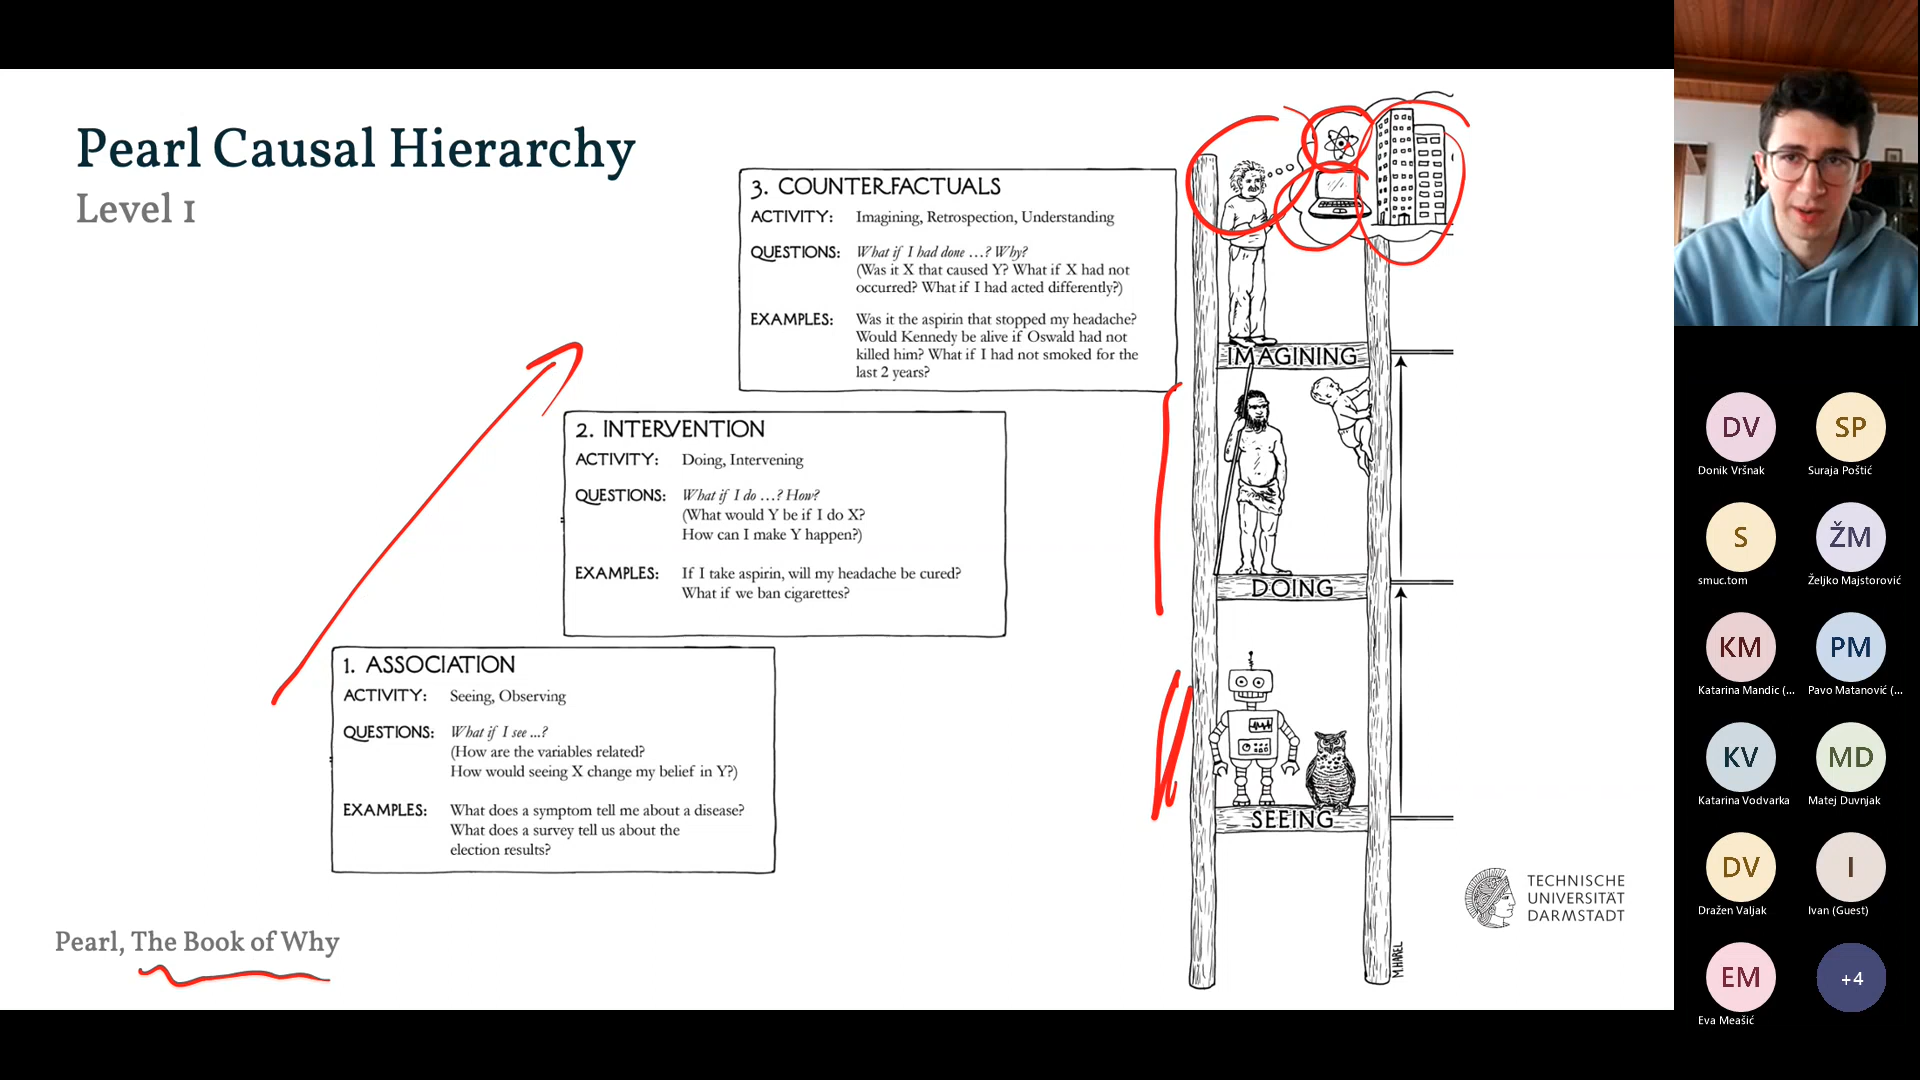 Pearl Causal Hierarchy
Level 1
3. COUNTERFACTUALS
ACTIVITY: Imagining, Retrospection, Understanding
QUESTIONS: What if I had done ...? Why?
(Was it X that caused Y? What if X had not
occurred? What if I had acted differently?)
EXAMPLES: Was it the aspirin that stopped my headache?
Would Kennedy be alive if Oswald had not
killed him? What if I had not smoked for the
last 2 years?
2. INTERVENTION
ACTIVITY: Doing, Intervening
QUESTIONS: What if I do ...? How?
(What would Y be if I do X?
How can I make Y happen?)
EXAMPLES: If I take aspirin, will my headache be cured?
What if we ban cigarettes?
1. ASSOCIATION
ACTIVITY: Seeing, Observing
QUESTIONS: What if I see ...?
(How are the variables related?
How would seeing X change my belief in Y?)
EXAMPLES: What does a symptom tell me about a disease?
What does a survey tell us about the
election results?
Pearl, The Book of Why
IMAGINING
DOING
SEEING
M.HAREL
TECHNISCHE
UNIVERSITÄT
DARMSTADT
DV SP
Donik Vršnak Suraja Poštić
S ŽM
smuc.tom Željko Majstorović
KM PM
Katarina Mandic (... Pavo Matanović (...
KV MD
Katarina Vodvarka Matej Duvnjak
DV I
Dražen Valjak Ivan (Guest)
EM +4
Eva Meašić